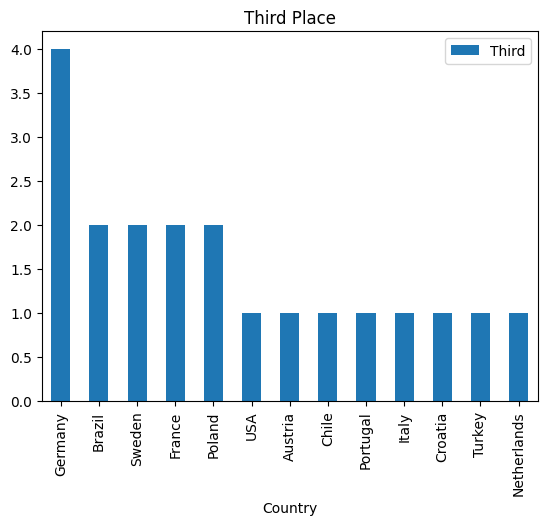 Third Place
Third
4.0
3.5
3.0
2.5
2.0
1.5
1.0
0.5
0.0
Germany
Brazil
Sweden
France
Poland
USA
Austria
Chile
Portugal
Italy
Croatia
Turkey
Netherlands
Country